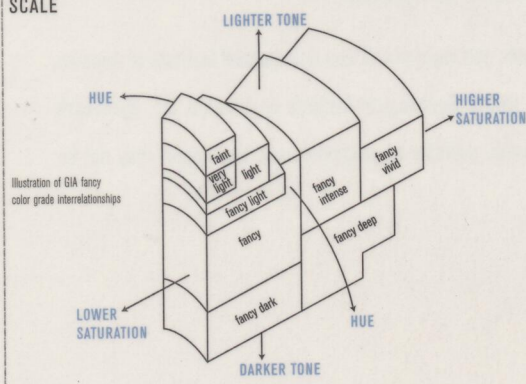 SCALE
LIGHTER TONE
HUE
HIGHER
SATURATION
faint
very
light
light
fancy
vivid
fancy
intense
Illustration of GIA fancy
color grade interrelationships
fancy light
fancy deep
fancy
fancy dark
LOWER
SATURATION
HUE
DARKER TONE